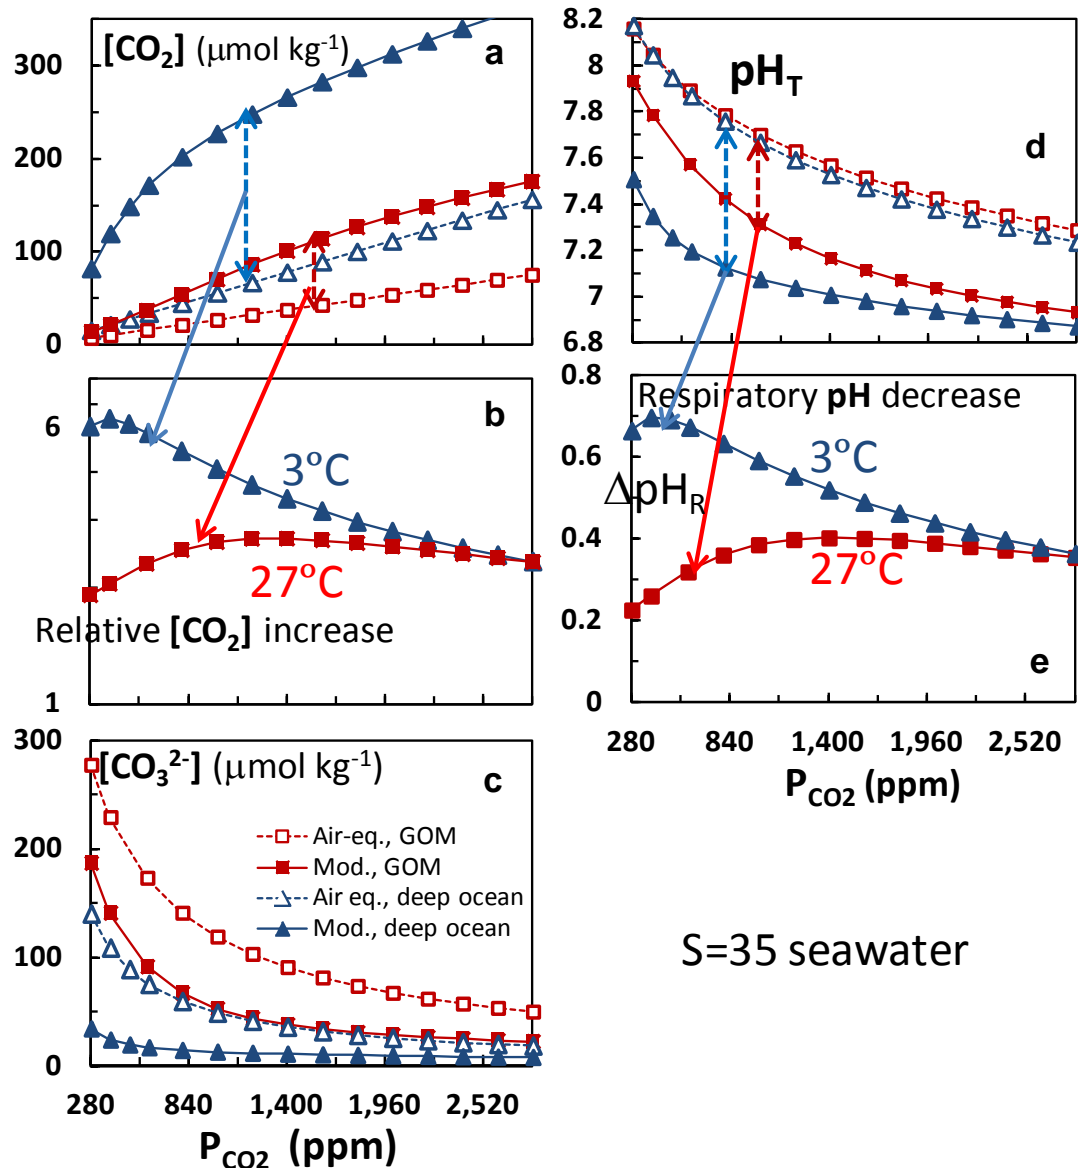 [CO₂] (μmol kg⁻¹)
a
300
200
100
0
b
6
3°C
27°C
Relative [CO₂] increase
1
300
[CO₃²⁻] (μmol kg⁻¹)
c
200
100
0
Air-eq., GOM
Mod., GOM
Air eq., deep ocean
Mod., deep ocean
280 840 1,400 1,960 2,520
P_CO2 (ppm)
8.2
8
7.8
7.6
7.4
7.2
7
6.8
pH_T
d
0.8
0.6
0.4
0.2
0
Respiratory pH decrease
3°C
ΔpH_R
27°C
e
280 840 1,400 1,960 2,520
P_CO2 (ppm)
S=35 seawater